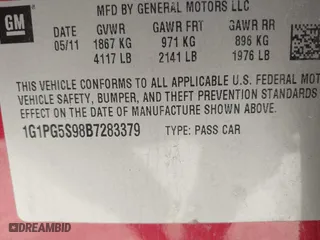 MFD BY GENERAL MOTORS LLC
GM
DATE GVWR GAWR FRT GAWR RR
05/11 1867 KG 971 KG 896 KG
4117 LB 2141 LB 1976 LB
THIS VEHICLE CONFORMS TO ALL APPLICABLE U.S. FEDERAL
VEHICLE SAFETY, BUMPER, AND THEFT PREVENTION STANDARDS
EFFECT ON THE DATE OF MANUFACTURE SHOWN ABOVE.
1G1PG5S98B7283379 TYPE: PASS CAR
DREAMBID